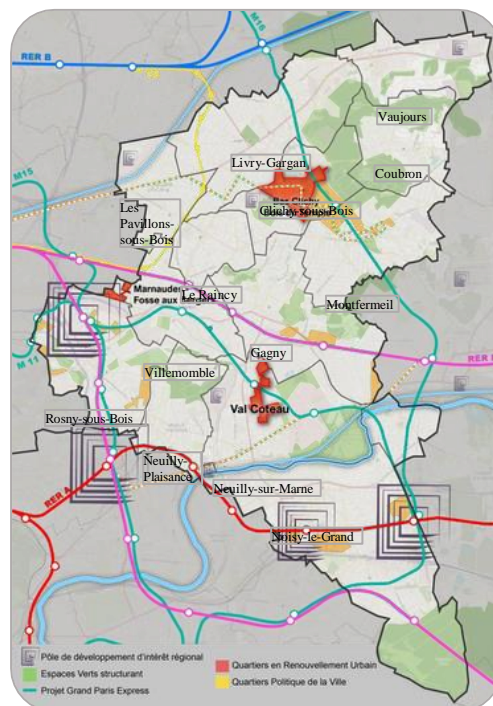 M16
RER B
Vaujours
Livry-Gargan
Coubron
M15
Les
Pavillons-
sous-Bois
Clichy-sous-Bois
Marnaudes
Fosse aux
Le Raincy
Montfermeil
M 11
Gagny
RER
Villemomble
Val Coteau
Rosny-sous-Bois
Neuilly-
Plaisance
RER A
Neuilly-sur-Marne
Noisy-le-Grand
Pôle de développement d'intérêt régional
Espaces Verts structurant
Projet Grand Paris Express
Quartiers en Renouvellement Urbain
Quartiers Politique de la Ville